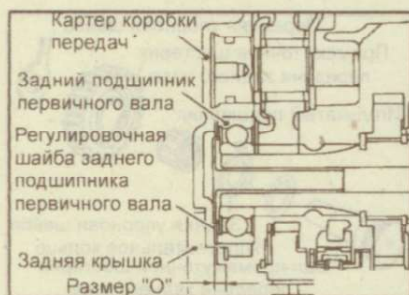 Картер коробки
передач
Задний подшипник
первичного вала
Регулировочная
шайба заднего
подшипника
первичного вала
Задняя крышка
Размер "О"